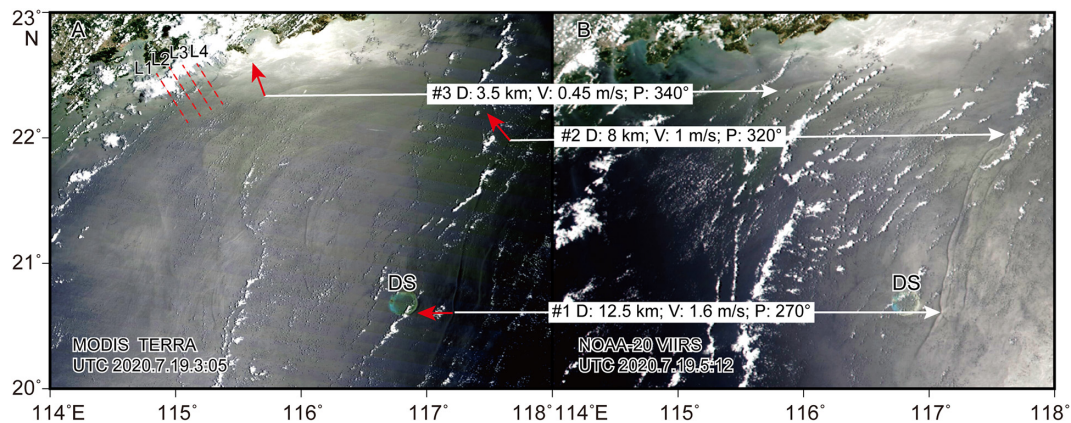 23°
N
A
B
L1 L2 L3 L4
#3 D: 3.5 km; V: 0.45 m/s; P: 340°
22°
#2 D: 8 km; V: 1 m/s; P: 320°
21°
DS
DS
#1 D: 12.5 km; V: 1.6 m/s; P: 270°
MODIS TERRA
UTC 2020.7.19.3:05
NOAA-20 VIIRS
UTC 2020.7.19.5:12
20°
114°E 115° 116° 117° 118° 114°E 115° 116° 117° 118°